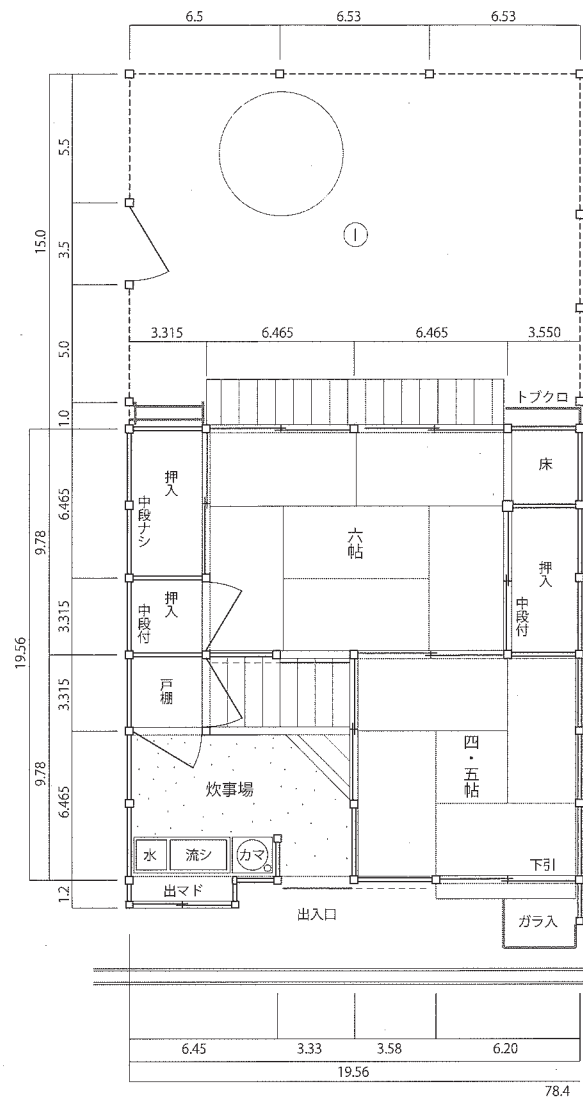 6.5
6.53
6.53
5.5
15.0
3.5
5.0
1.0
1
3.315
6.465
6.465
3.550
トブクロ
押入
中段ナシ
六帖
床
押入
中段付
押入
中段付
6.465
9.78
3.315
19.56
3.315
9.78
6.465
1.2
戸棚
炊事場
四・五帖
水
流シ
カマ
下引
出マド
出入口
ガラ入
6.45
3.33
3.58
6.20
19.56
78.4